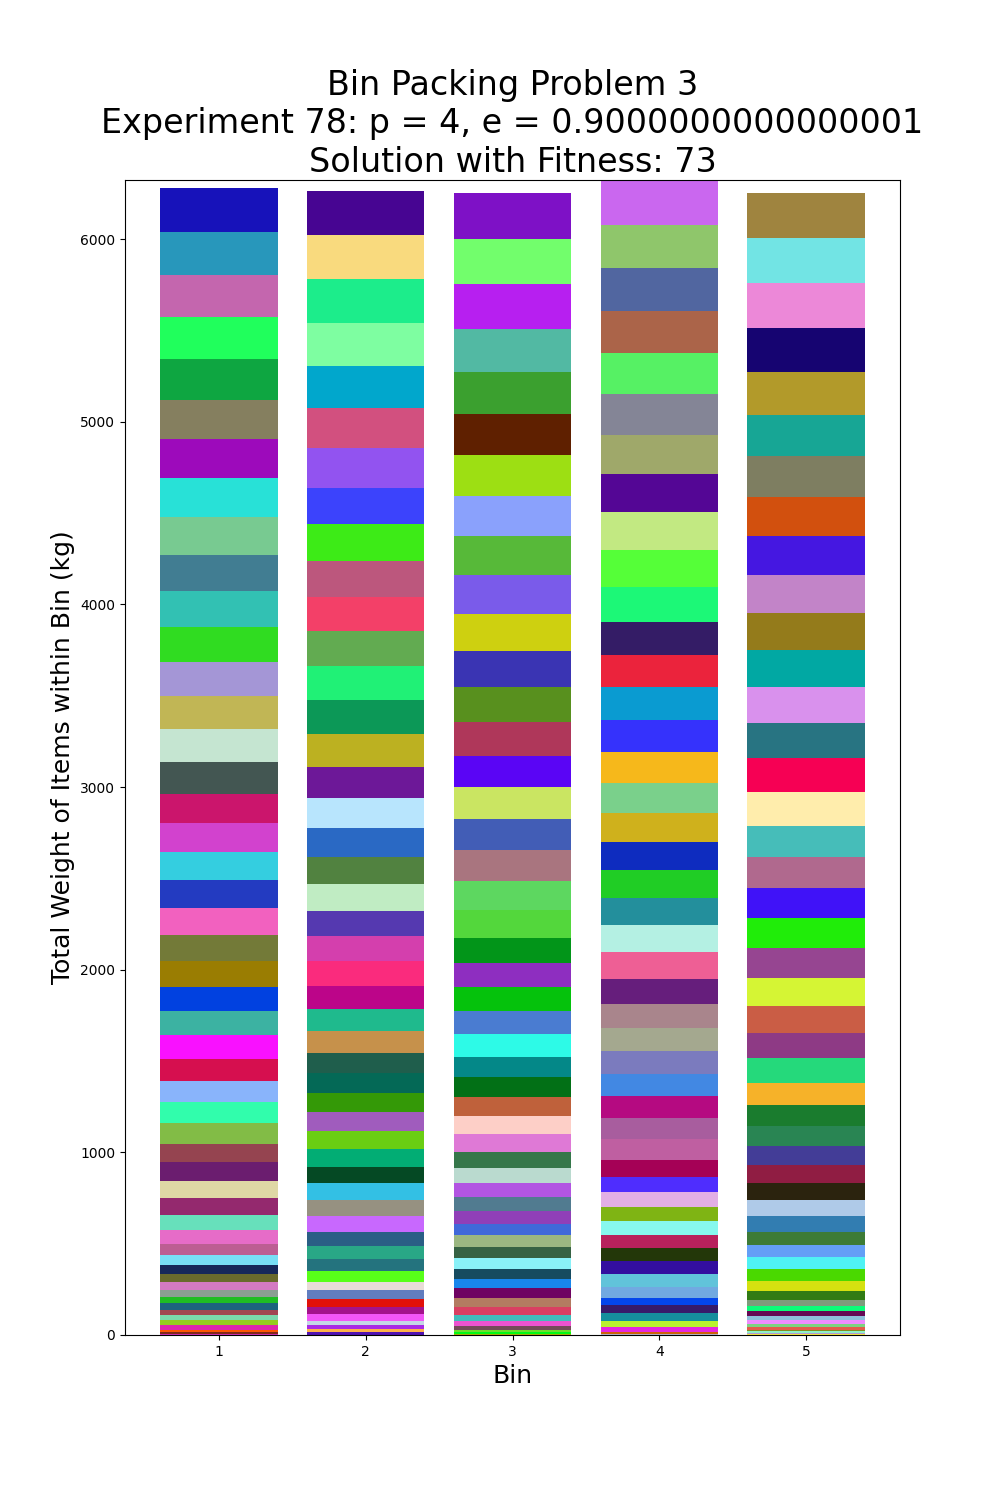 Bin Packing Problem 3
Experiment 78: p = 4, e = 0.9000000000000001
Solution with Fitness: 73
Total Weight of Items within Bin (kg)
6000
5000
4000
3000
2000
1000
0
1 2 3 4 5
Bin